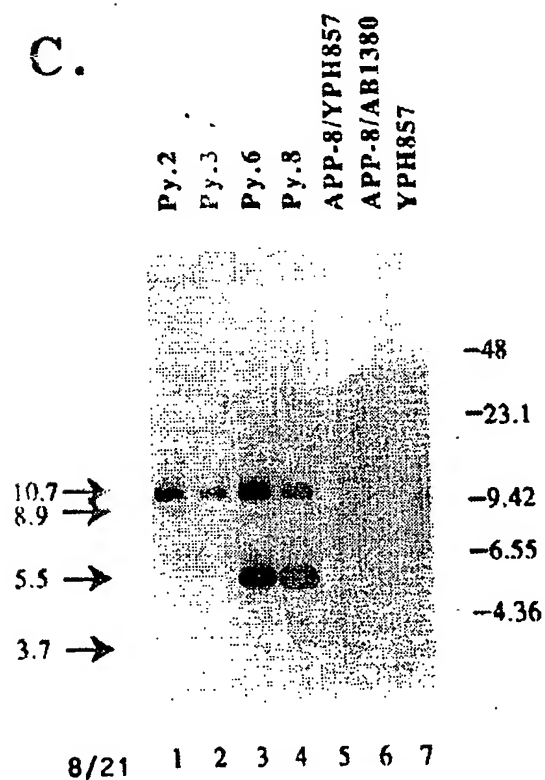 C.
Py.2
Py.3
Py.6
Py.8
APP-8/YPH857
APP-8/AB1380
YPH857
–48
–23.1
10.7
–9.42
8.9
–6.55
5.5
–4.36
3.7
8/21 1 2 3 4 5 6 7